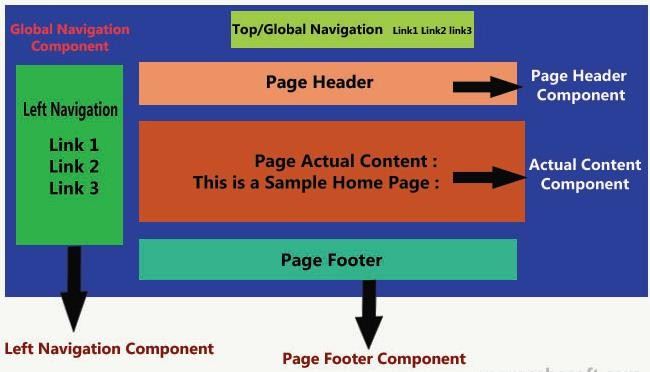 Global Navigation
Component
Top/Global Navigation Link1 Link2 link3
Left Navigation
Link 1
Link 2
Link 3
Page Header
Page Header
Component
Page Actual Content :
This is a Sample Home Page :
Actual Content
Component
Page Footer
Left Navigation Component
Page Footer Component